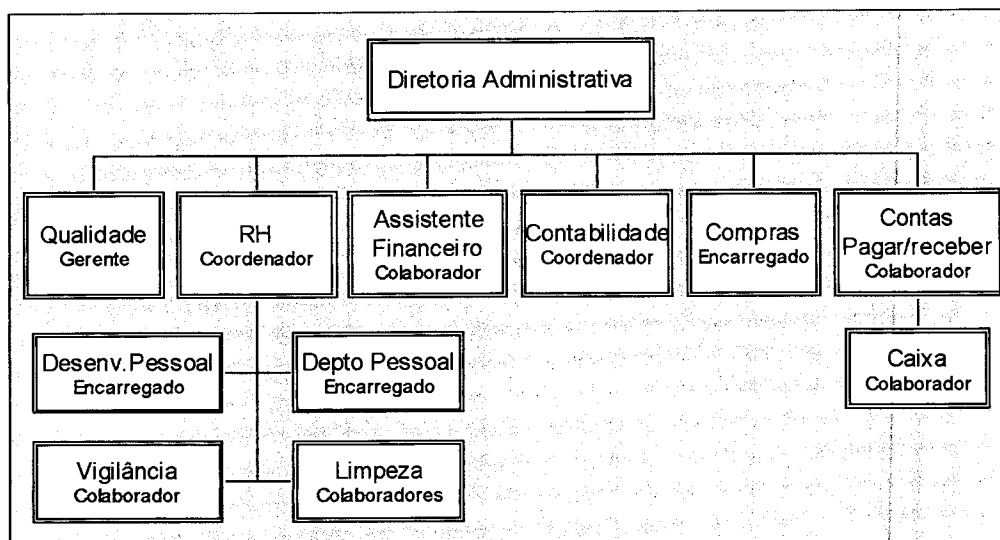 Diretoria Administrativa
Qualidade
Gerente
RH
Coordenador
Assistente
Financeiro
Colaborador
Contabilidade
Coordenador
Compras
Encarregado
Contas
Pagar/receber
Colaborador
Desenv.Pessoal
Encarregado
Depto Pessoal
Encarregado
Caixa
Colaborador
Vigilância
Colaborador
Limpeza
Colaboradores